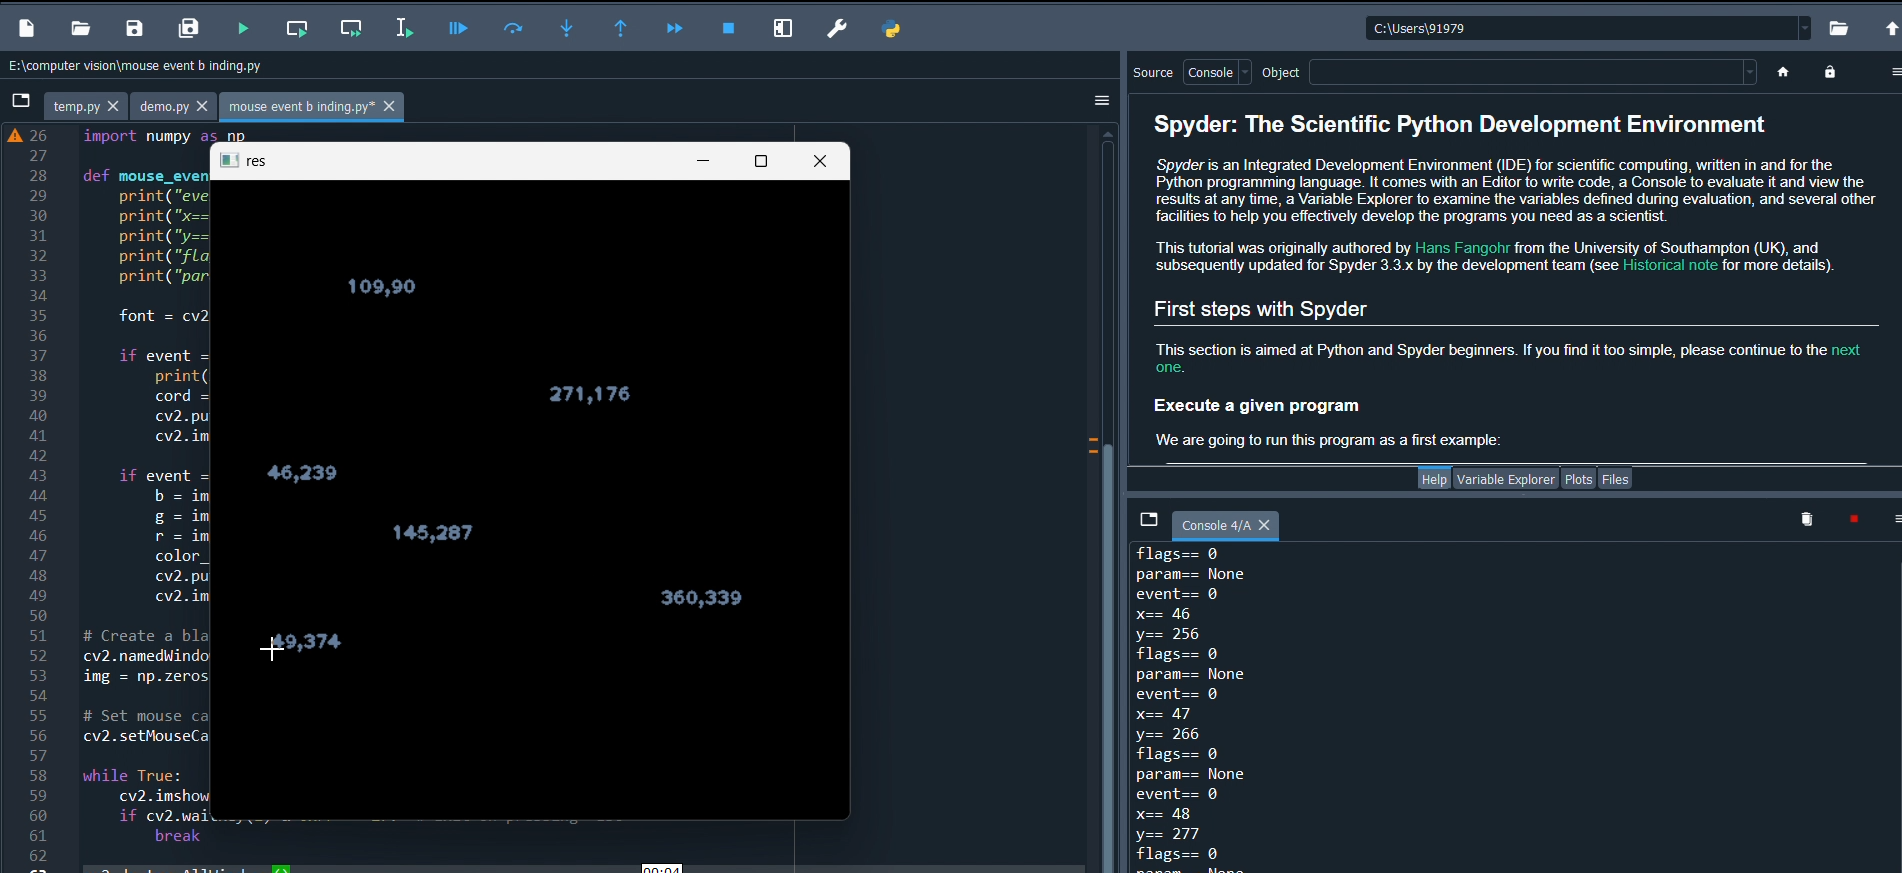 C:\Users\91979
E:\computer vision\mouse event b inding.py
temp.py
demo.py
mouse event b inding.py*
26 import numpy as np
27
28 def mouse_even
29 print("eve
30 print("x==
31 print("y==
32 print("fla
33 print("par
34
35 font = cv2
36
37 if event =
38 print(
39 cord =
40 cv2.pu
41 cv2.im
42
43 if event =
44 b = im
45 g = im
46 r = im
47 color_
48 cv2.pu
49 cv2.im
50
51 # Create a bla
52 cv2.namedWindo
53 img = np.zeros
54
55 # Set mouse ca
56 cv2.setMouseCa
57
58 while True:
59 cv2.imshow
60 if cv2.wai
61 break
62
res
109,90
271,176
46,239
145,287
360,339
49,374
00:04
Source Console Object
Spyder: The Scientific Python Development Environment
Spyder is an Integrated Development Environment (IDE) for scientific computing, written in and for the
Python programming language. It comes with an Editor to write code, a Console to evaluate it and view the
results at any time, a Variable Explorer to examine the variables defined during evaluation, and several other
facilities to help you effectively develop the programs you need as a scientist.
This tutorial was originally authored by Hans Fangohr from the University of Southampton (UK), and
subsequently updated for Spyder 3.3.x by the development team (see Historical note for more details).
First steps with Spyder
This section is aimed at Python and Spyder beginners. If you find it too simple, please continue to the next
one.
Execute a given program
We are going to run this program as a first example:
Help Variable Explorer Plots Files
Console 4/A
flags== 0
param== None
event== 0
x== 46
y== 256
flags== 0
param== None
event== 0
x== 47
y== 266
flags== 0
param== None
event== 0
x== 48
y== 277
flags== 0